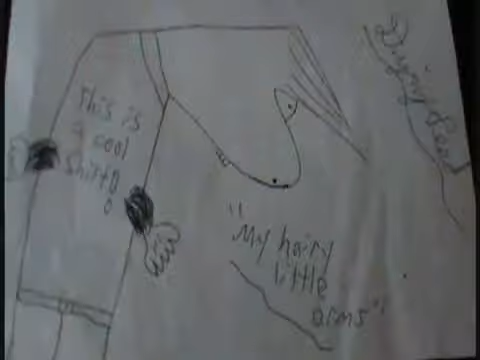 this is
a cool
shirt
"My hairy
little
arms"